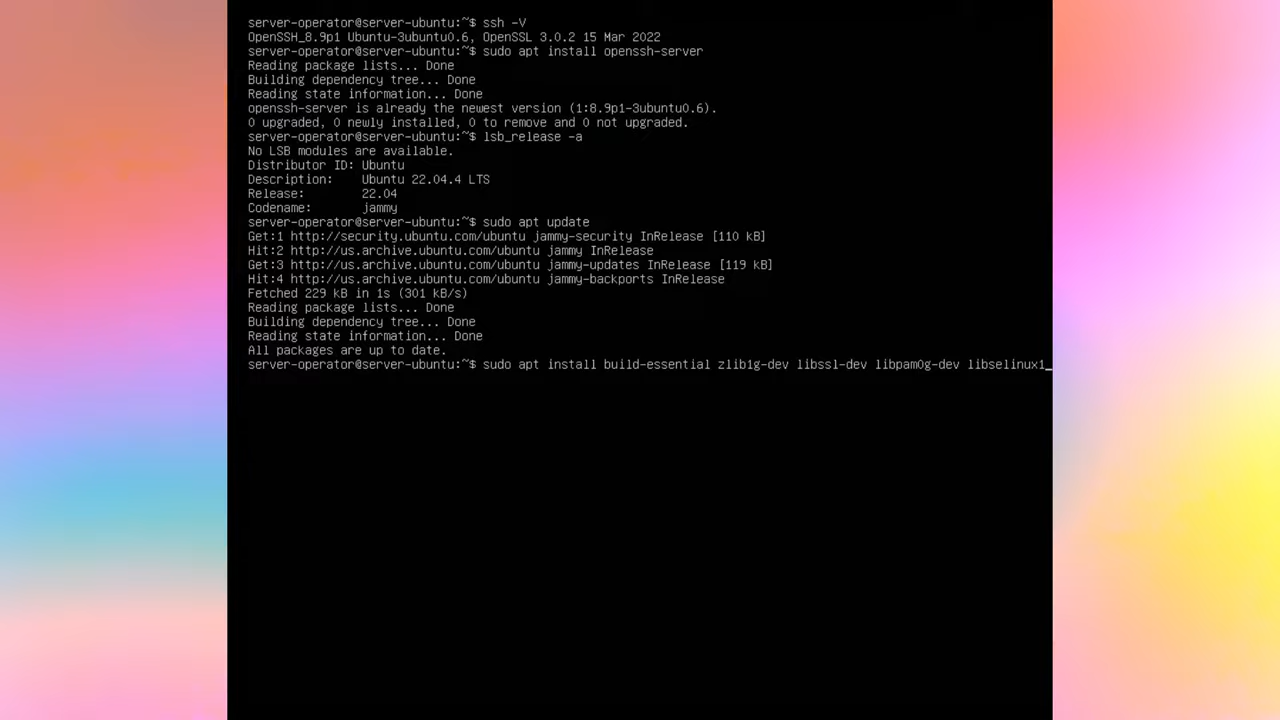 server-operator@server-ubuntu:~$ ssh -V
OpenSSH_8.9p1 Ubuntu-3ubuntu0.6, OpenSSL 3.0.2 15 Mar 2022
server-operator@server-ubuntu:~$ sudo apt install openssh-server
Reading package lists... Done
Building dependency tree... Done
Reading state information... Done
openssh-server is already the newest version (1:8.9p1-3ubuntu0.6).
0 upgraded, 0 newly installed, 0 to remove and 0 not upgraded.
server-operator@server-ubuntu:~$ lsb_release -a
No LSB modules are available.
Distributor ID: Ubuntu
Description:    Ubuntu 22.04.4 LTS
Release:        22.04
Codename:       jammy
server-operator@server-ubuntu:~$ sudo apt update
Get:1 http://security.ubuntu.com/ubuntu jammy-security InRelease [110 kB]
Hit:2 http://us.archive.ubuntu.com/ubuntu jammy InRelease
Get:3 http://us.archive.ubuntu.com/ubuntu jammy-updates InRelease [119 kB]
Hit:4 http://us.archive.ubuntu.com/ubuntu jammy-backports InRelease
Fetched 229 kB in 1s (301 kB/s)
Reading package lists... Done
Building dependency tree... Done
Reading state information... Done
All packages are up to date.
server-operator@server-ubuntu:~$ sudo apt install build-essential zlib1g-dev libssl-dev libpam0g-dev libselinux1_